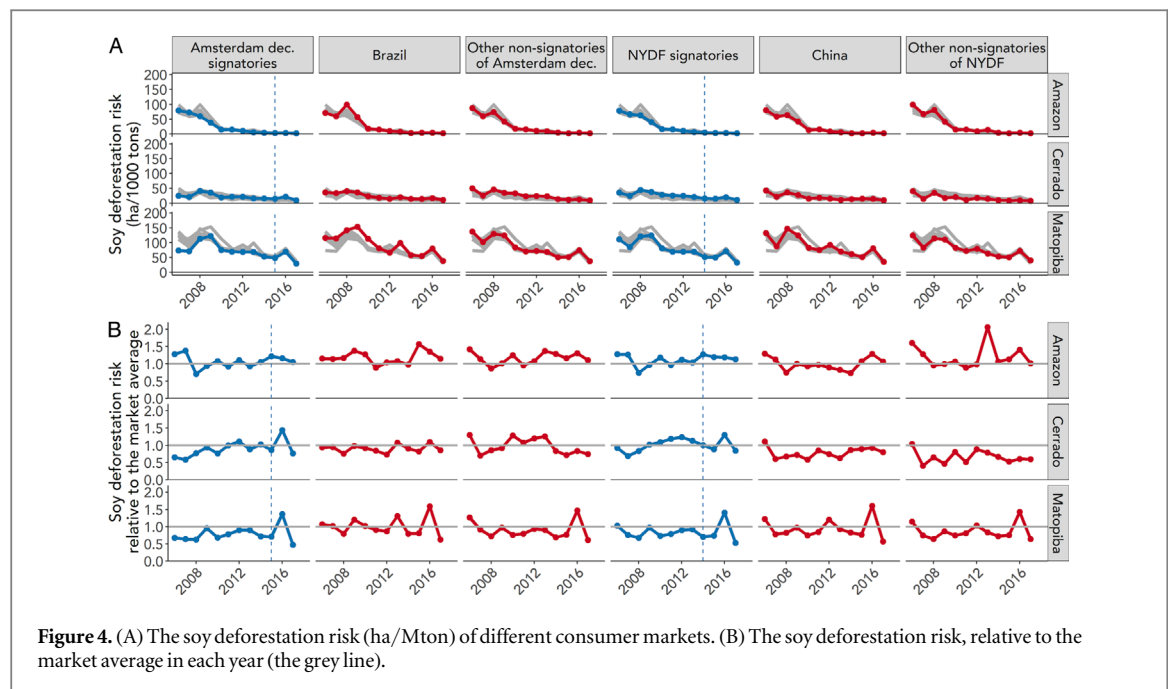 A
Amsterdam dec. signatories
Brazil
Other non-signatories of Amsterdam dec.
NYDF signatories
China
Other non-signatories of NYDF
Soy deforestation risk
(ha/1000 tons)
200
150
100
50
0
Amazon
200
150
100
50
0
Cerrado
200
150
100
50
0
Matopiba
2008 2012 2016 2008 2012 2016 2008 2012 2016 2008 2012 2016 2008 2012 2016 2008 2012 2016
B
Soy deforestation risk
relative to the market average
2.0
1.5
1.0
0.5
0.0
Amazon
2.0
1.5
1.0
0.5
0.0
Cerrado
2.0
1.5
1.0
0.5
0.0
Matopiba
2008 2012 2016 2008 2012 2016 2008 2012 2016 2008 2012 2016 2008 2012 2016 2008 2012 2016
Figure 4. (A) The soy deforestation risk (ha/Mton) of different consumer markets. (B) The soy deforestation risk, relative to the
market average in each year (the grey line).